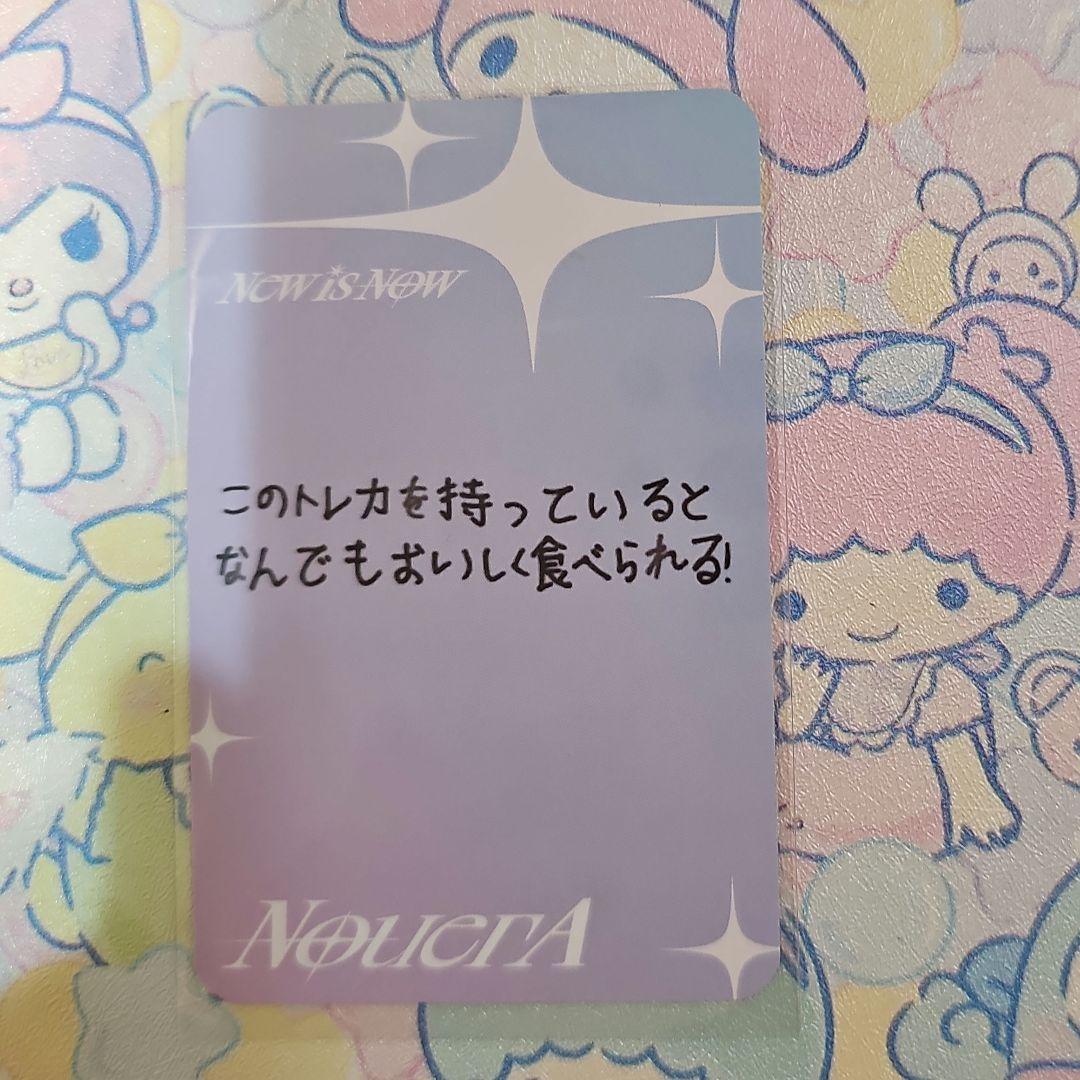 New is Now
このトレカを持っていると
なんでもおいしく食べられる!
NouerA